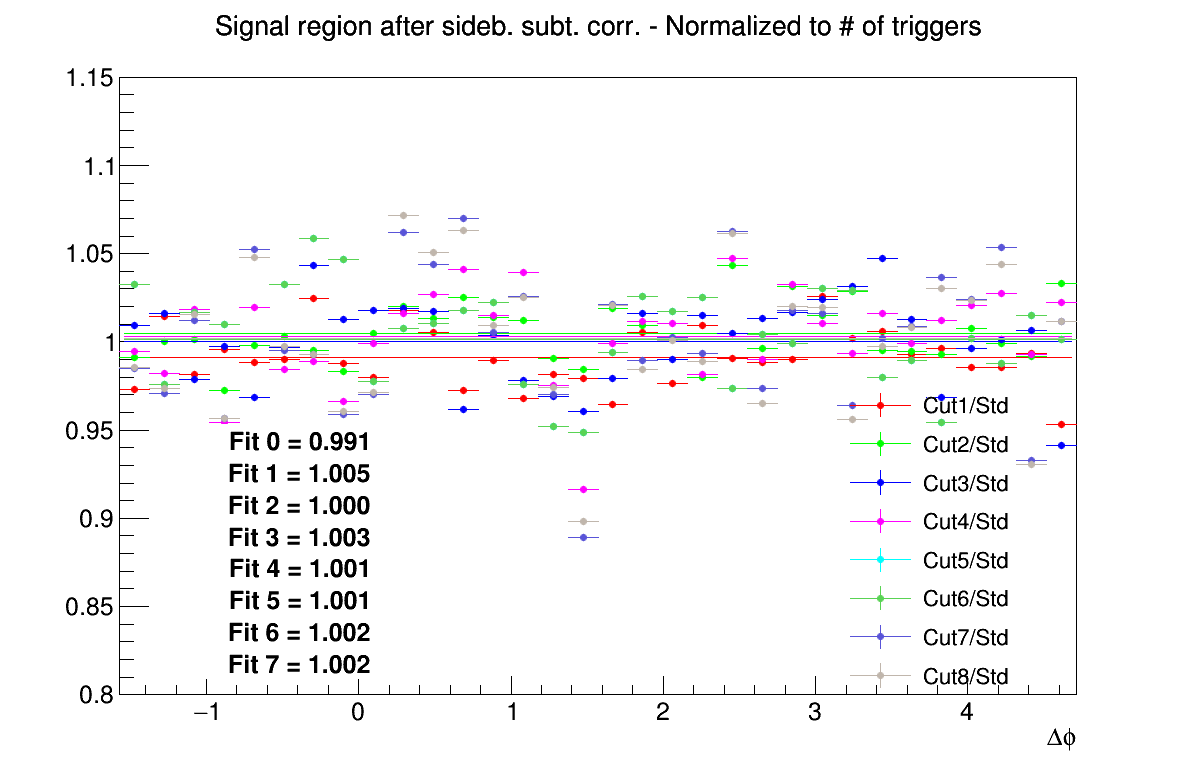 Signal region after sideb. subt. corr. - Normalized to # of triggers
1.15
1.1
1.05
1
0.95
0.9
0.85
0.8
Fit 0 = 0.991
Fit 1 = 1.005
Fit 2 = 1.000
Fit 3 = 1.003
Fit 4 = 1.001
Fit 5 = 1.001
Fit 6 = 1.002
Fit 7 = 1.002
Cut1/Std
Cut2/Std
Cut3/Std
Cut4/Std
Cut5/Std
Cut6/Std
Cut7/Std
Cut8/Std
−1 0 1 2 3 4
Δϕ